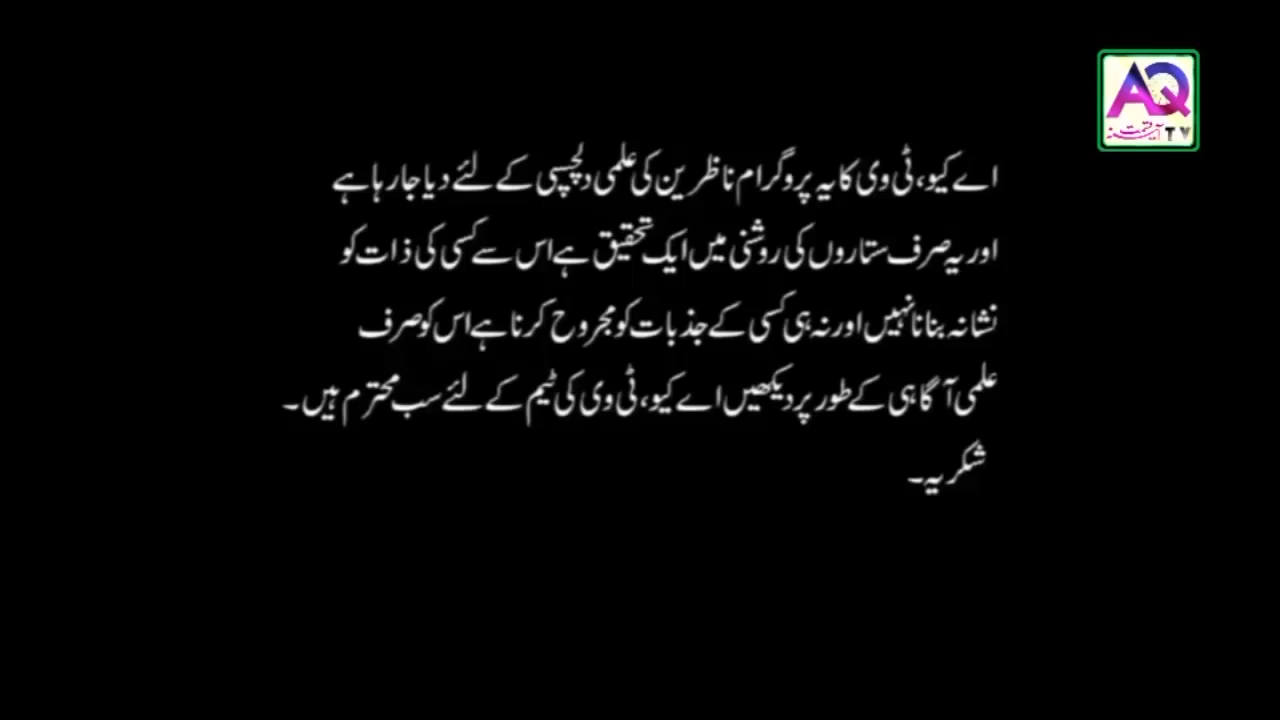 AQ
آئینہ قسمت TV
اے کیو، ٹی وی کا یہ پروگرام ناظرین کی علمی دلچسپی کے لئے دیا جا رہا ہے
اور یہ صرف ستاروں کی روشنی میں ایک تحقیق ہے اس سے کسی کی ذات کو
نشانہ بنانا نہیں اور نہ ہی کسی کے جذبات کو مجروح کرنا ہے اس کو صرف
علمی آگاہی کے طور پر دیکھیں اے کیو، ٹی وی کی ٹیم کے لئے سب محترم ہیں۔
شکریہ۔